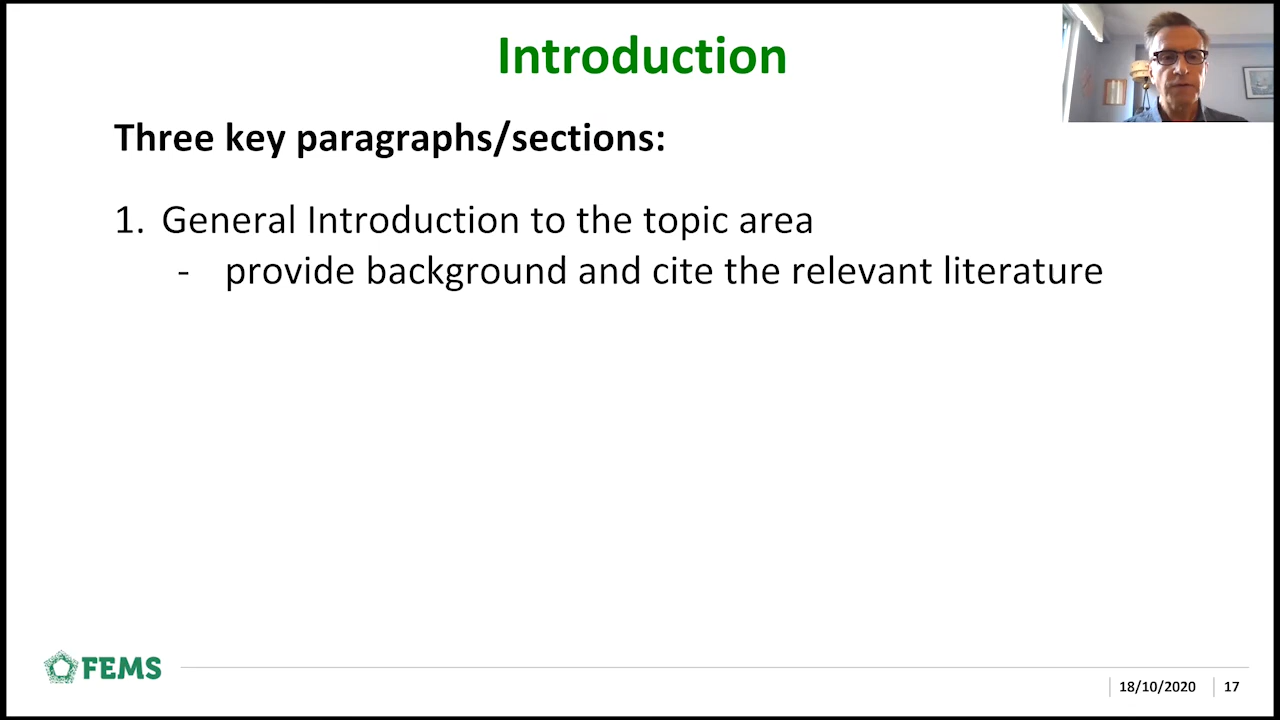 Introduction
Three key paragraphs/sections:
1. General Introduction to the topic area
- provide background and cite the relevant literature
FEMS
18/10/2020
17